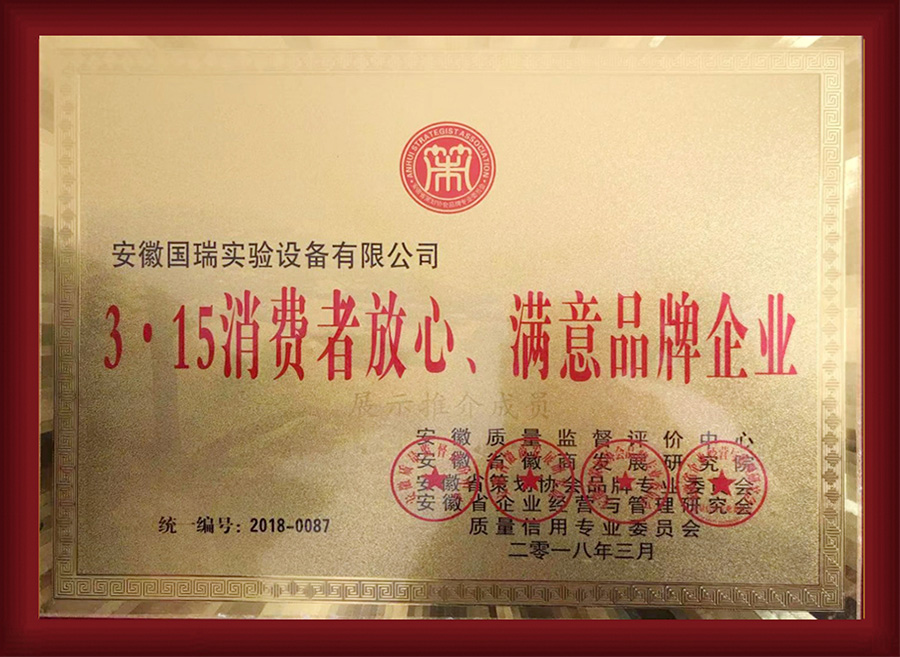 ANHUI STRATEGIST ASSOCIATION
安徽国瑞实验设备有限公司
3·15消费者放心、满意品牌企业
展示推介成员
安徽质量监督评价中心
安徽省徽商发展研究院
安徽省策划协会品牌专业委员会
安徽省企业经营与管理研究会
质量信用专业委员会
统一编号：2018-0087
二零一八年三月